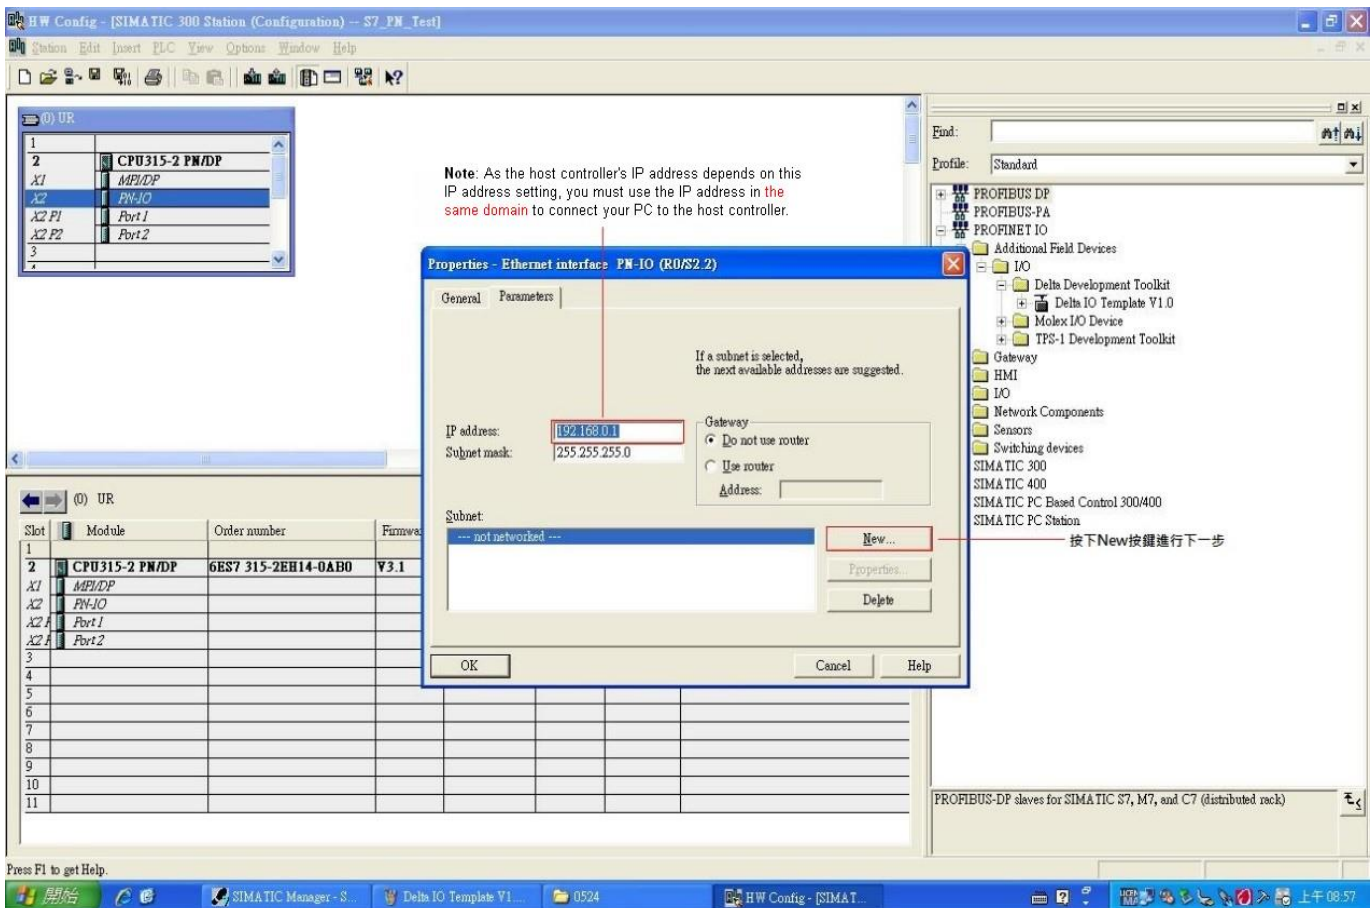 HW Config - [SIMATIC 300 Station (Configuration) -- S7_PN_Test]
Station Edit Insert PLC View Options Window Help
(0) UR
1
2 CPU315-2 PN/DP
X1 MPI/DP
X2 PN-IO
X2 P1 Port 1
X2 P2 Port 2
3
Note: As the host controller's IP address depends on this
IP address setting, you must use the IP address in the
same domain to connect your PC to the host controller.
Find:
Profile: Standard
PROFIBUS DP
PROFIBUS-PA
PROFINET IO
Additional Field Devices
I/O
Delta Development Toolkit
Delta IO Template V1.0
Molex I/O Device
TPS-1 Development Toolkit
Gateway
HMI
I/O
Network Components
Sensors
Switching devices
SIMATIC 300
SIMATIC 400
SIMATIC PC Based Control 300/400
SIMATIC PC Station
Properties - Ethernet interface PN-IO (R0/S2.2)
General Parameters
If a subnet is selected,
the next available addresses are suggested.
IP address: 192.168.0.1
Subnet mask: 255.255.255.0
Gateway
Do not use router
Use router
Address:
Subnet:
--- not networked ---
New...
Properties...
Delete
OK Cancel Help
按下New按鍵進行下一步
(0) UR
Slot Module Order number Firmwa
1
2 CPU315-2 PN/DP 6ES7 315-2EH14-0AB0 V3.1
X1 MPI/DP
X2 PN-IO
X2 P Port 1
X2 P Port 2
3
4
5
6
7
8
9
10
11
PROFIBUS-DP slaves for SIMATIC S7, M7, and C7 (distributed rack)
Press F1 to get Help.
開始 SIMATIC Manager - S... Delta IO Template V1.... 0524 HW Config - [SIMAT... 上午 08:57